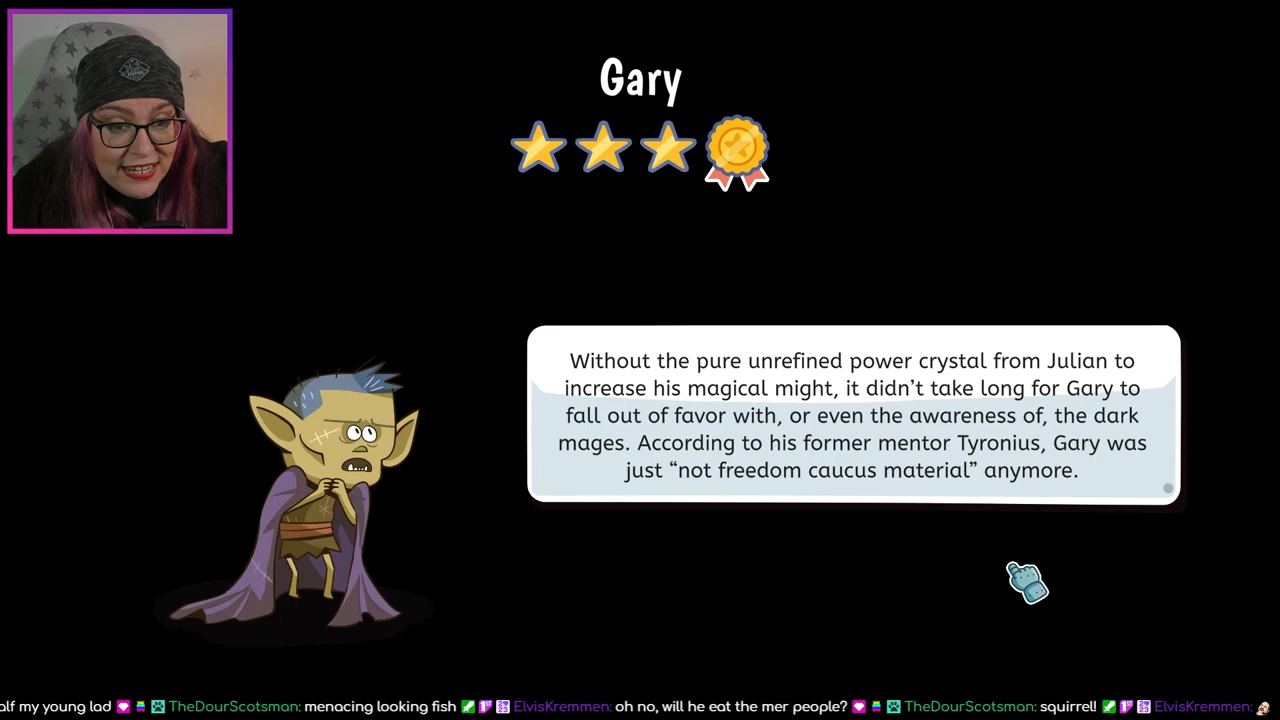 Gary
Without the pure unrefined power crystal from Julian to
increase his magical might, it didn’t take long for Gary to
fall out of favor with, or even the awareness of, the dark
mages. According to his former mentor Tyronius, Gary was
just “not freedom caucus material” anymore.
alf my young lad TheDourScotsman: menacing looking fish ElvisKremmen: oh no, will he eat the mer people? TheDourScotsman: squirrel! ElvisKremmen: